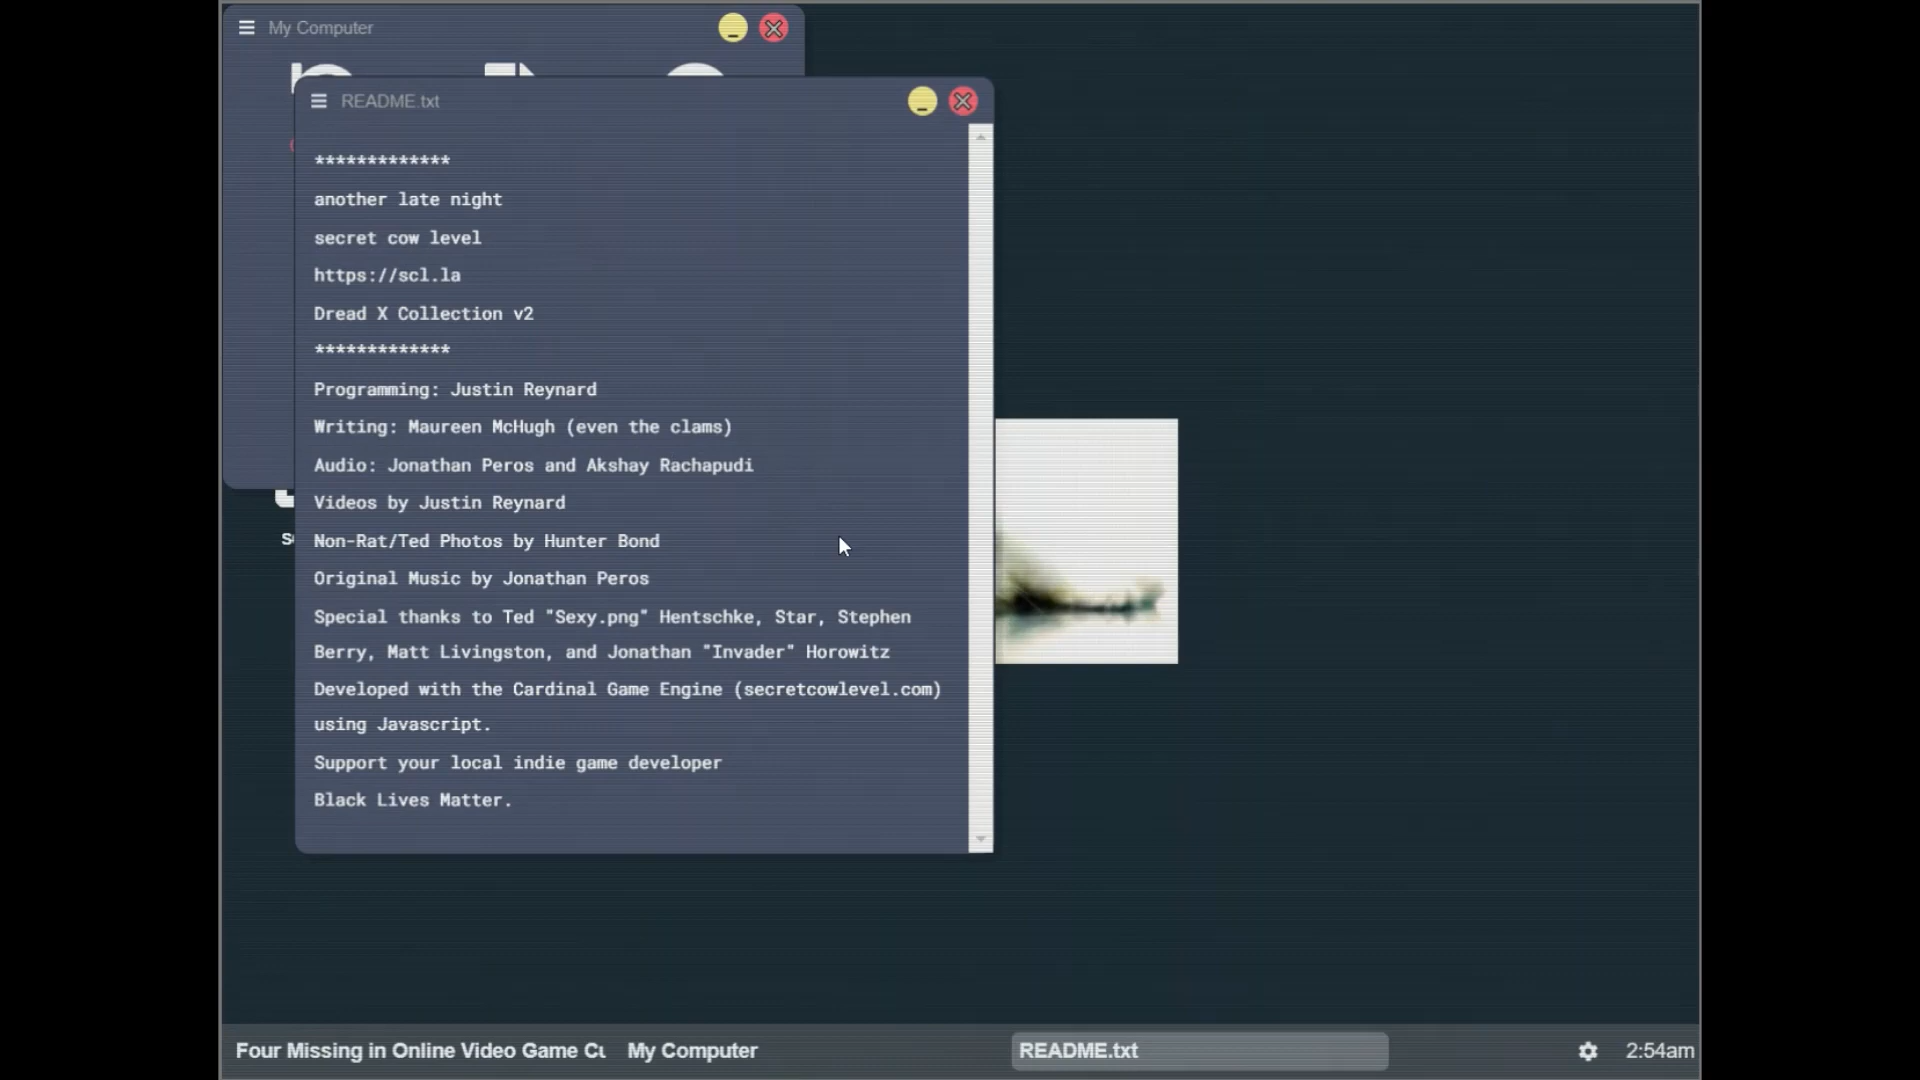 My Computer
README.txt
*************
another late night
secret cow level
https://scl.la
Dread X Collection v2
*************
Programming: Justin Reynard
Writing: Maureen McHugh (even the clams)
Audio: Jonathan Peros and Akshay Rachapudi
Videos by Justin Reynard
Non-Rat/Ted Photos by Hunter Bond
Original Music by Jonathan Peros
Special thanks to Ted "Sexy.png" Hentschke, Star, Stephen
Berry, Matt Livingston, and Jonathan "Invader" Horowitz
Developed with the Cardinal Game Engine (secretcowlevel.com)
using Javascript.
Support your local indie game developer
Black Lives Matter.
Four Missing in Online Video Game
My Computer
README.txt
2:54am